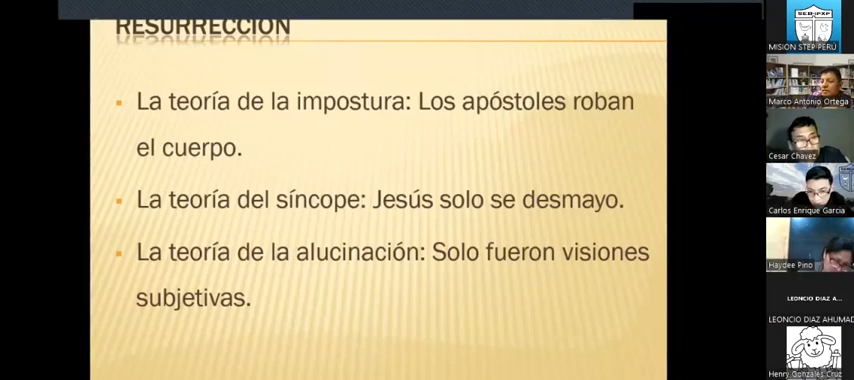 RESURRECCIÓN
La teoría de la impostura: Los apóstoles roban
el cuerpo.
La teoría del síncope: Jesús solo se desmayo.
La teoría de la alucinación: Solo fueron visiones
subjetivas.
MISION STEP PERÚ
Marco Antonio Ortega
Cesar Chavez
Carlos Enrique Garcia
Haydee Pino
LEONCIO DIAZ A...
LEONCIO DIAZ AHUMAD
Henry Gonzáles Cruz